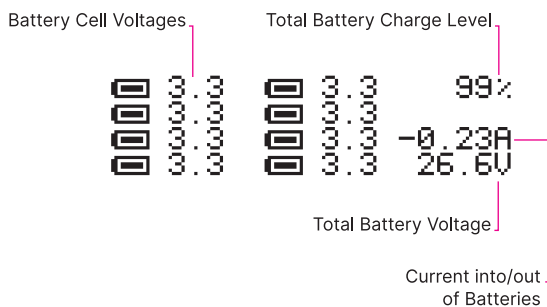 Battery Cell Voltages Total Battery Charge Level
3.3 3.3 99%
3.3 3.3
3.3 3.3 -0.23A
3.3 3.3 26.6V
Total Battery Voltage
Current into/out
of Batteries